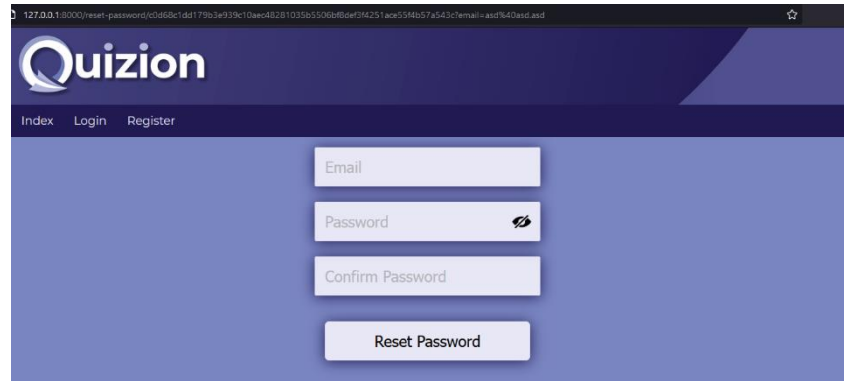 127.0.0.1:8000/reset-password/c0d68c1dd179b3e939c10aec48281035b5506bf8def3f4251ace55f4b57a543c?email=asd%40asd.asd
Quizion
Index Login Register
Email
Password
Confirm Password
Reset Password